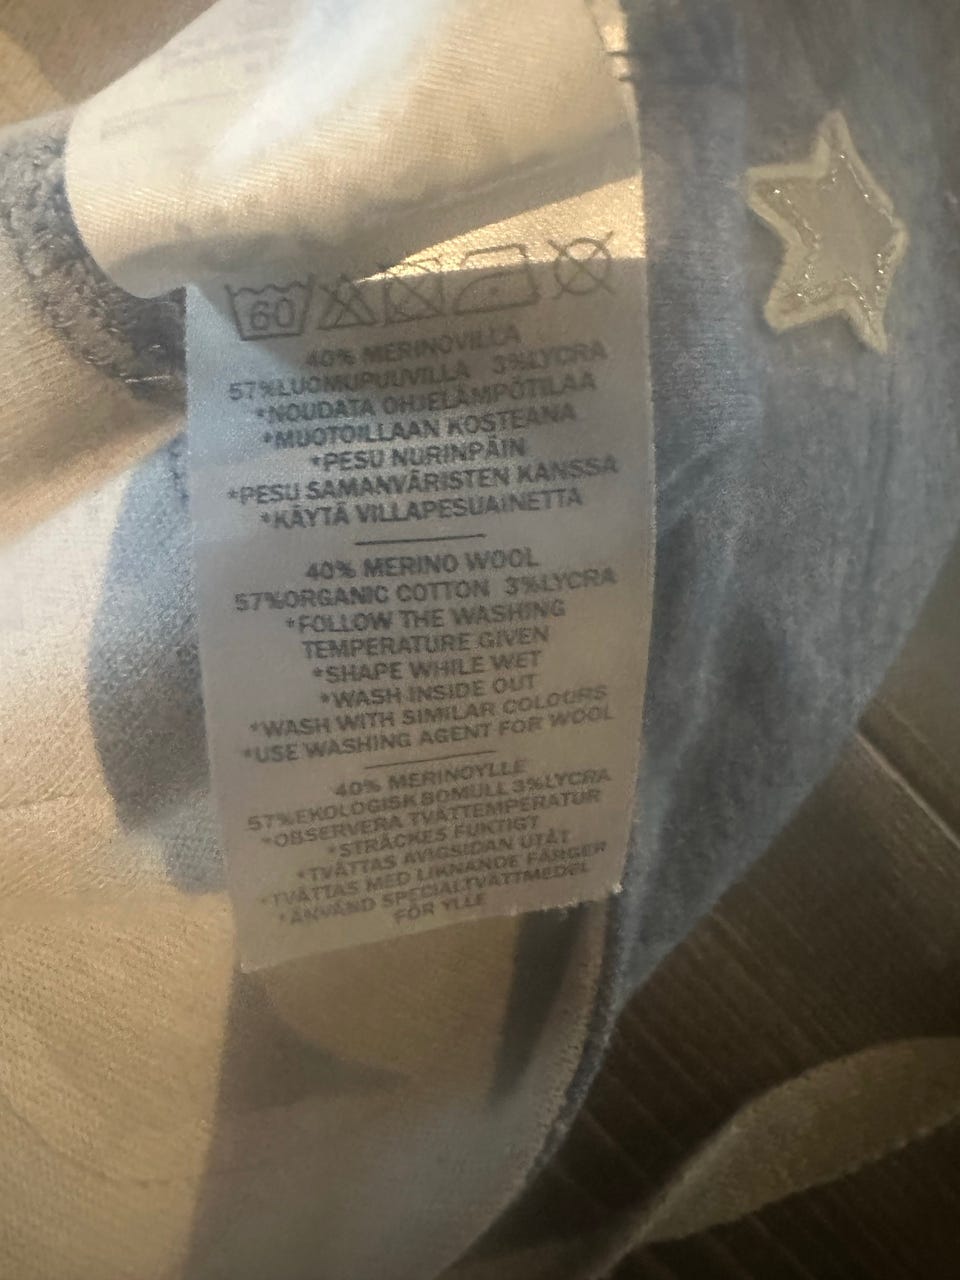 60
40% MERINOVILLA
57%LUOMUPUUVILLA 3%LYCRA
*NOUDATA OHJELÄMPÖTILAA
*MUOTOILLAAN KOSTEANA
*PESU NURINPÄIN
*PESU SAMANVÄRISTEN KANSSA
*KÄYTÄ VILLAPESUAINETTA
40% MERINO WOOL
57%ORGANIC COTTON 3%LYCRA
*FOLLOW THE WASHING
TEMPERATURE GIVEN
*SHAPE WHILE WET
*WASH INSIDE OUT
*WASH WITH SIMILAR COLOURS
*USE WASHING AGENT FOR WOOL
40% MERINOYLLE
57%EKOLOGISK BOMULL 3%LYCRA
*OBSERVERA TVÄTTEMPERATUR
*STRÄCKES FUKTIGT
*TVÄTTAS AVIGSIDAN UTÅT
*TVÄTTAS MED LIKNANDE FÄRGER
*ANVÄND SPECIALTVÄTTMEDEL
FÖR YLLE